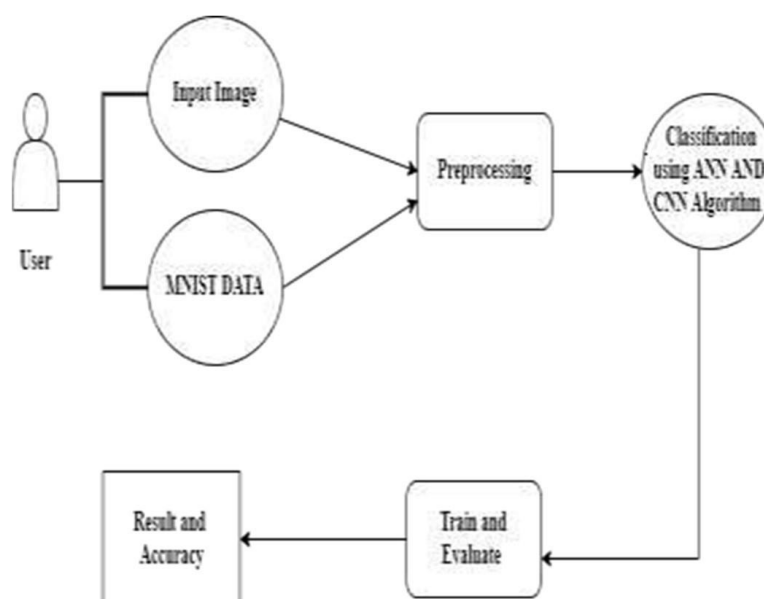 Input Image
Preprocessing
Classification
using ANN AND
CNN Algorithm
User
MNIST DATA
Result and
Accuracy
Train and
Evaluate